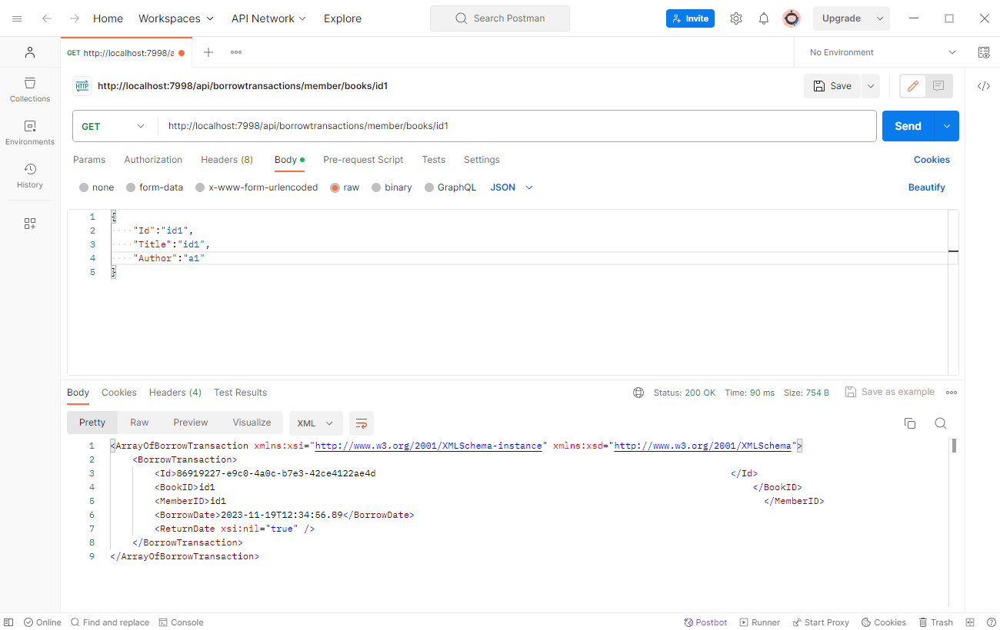 Home Workspaces API Network Explore Search Postman Invite Upgrade
GET http://localhost:7998/a No Environment
HTTP http://localhost:7998/api/borrowtransactions/member/books/id1 Save
Collections
Environments
History
GET http://localhost:7998/api/borrowtransactions/member/books/id1 Send
Params Authorization Headers (8) Body Pre-request Script Tests Settings Cookies
none form-data x-www-form-urlencoded raw binary GraphQL JSON Beautify
1 {
2 "Id":"id1",
3 "Title":"id1",
4 "Author":"a1"
5 }
Body Cookies Headers (4) Test Results Status: 200 OK Time: 90 ms Size: 754 B Save as example
Pretty Raw Preview Visualize XML
1 <ArrayOfBorrowTransaction xmlns:xsi="http://www.w3.org/2001/XMLSchema-instance" xmlns:xsd="http://www.w3.org/2001/XMLSchema">
2 <BorrowTransaction>
3 <Id>86919227-e9c0-4a0c-b7e3-42ce4122ae4d </Id>
4 <BookID>id1 </BookID>
5 <MemberID>id1 </MemberID>
6 <BorrowDate>2023-11-19T12:34:56.89</BorrowDate>
7 <ReturnDate xsi:nil="true" />
8 </BorrowTransaction>
9 </ArrayOfBorrowTransaction>
Online Find and replace Console Postbot Runner Start Proxy Cookies Trash